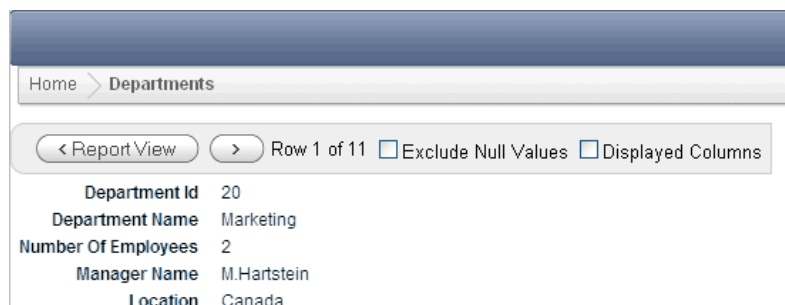 Home > Departments
< Report View > Row 1 of 11 Exclude Null Values Displayed Columns
Department Id 20
Department Name Marketing
Number Of Employees 2
Manager Name M.Hartstein
Location Canada